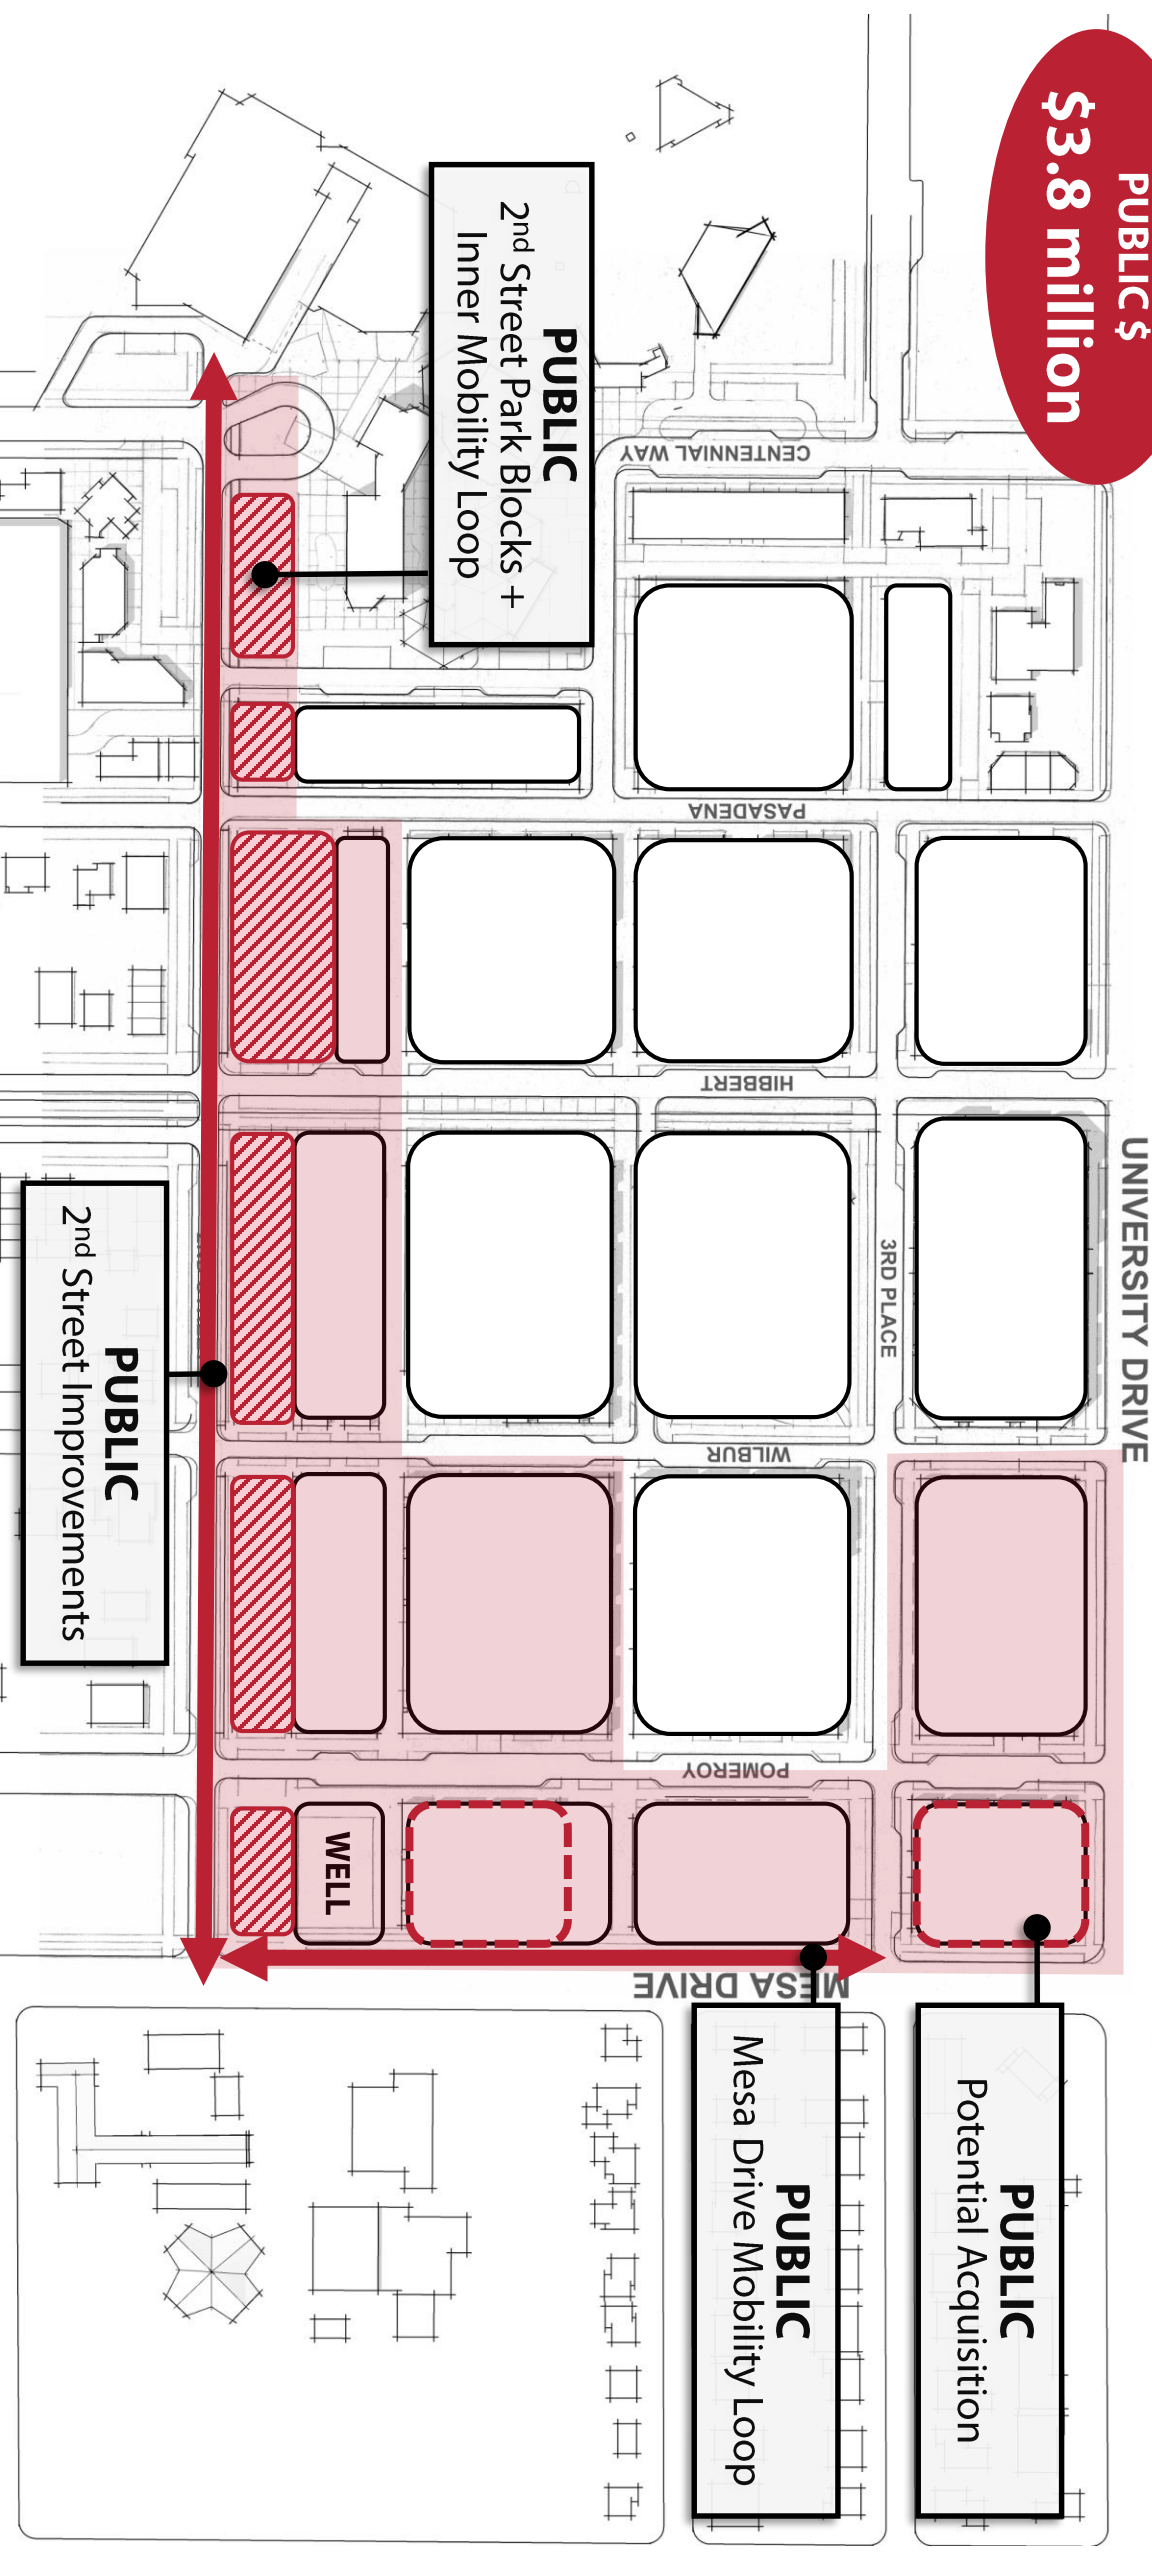 PUBLIC $
$3.8 million
UNIVERSITY DRIVE
PUBLIC
Potential Acquisition
3RD PLACE
CENTENNIAL WAY
PASADENA
HIBBERT
WILBUR
POMEROY
MESA DRIVE
PUBLIC
Mesa Drive Mobility Loop
PUBLIC
2nd Street Park Blocks +
Inner Mobility Loop
WELL
PUBLIC
2nd Street Improvements